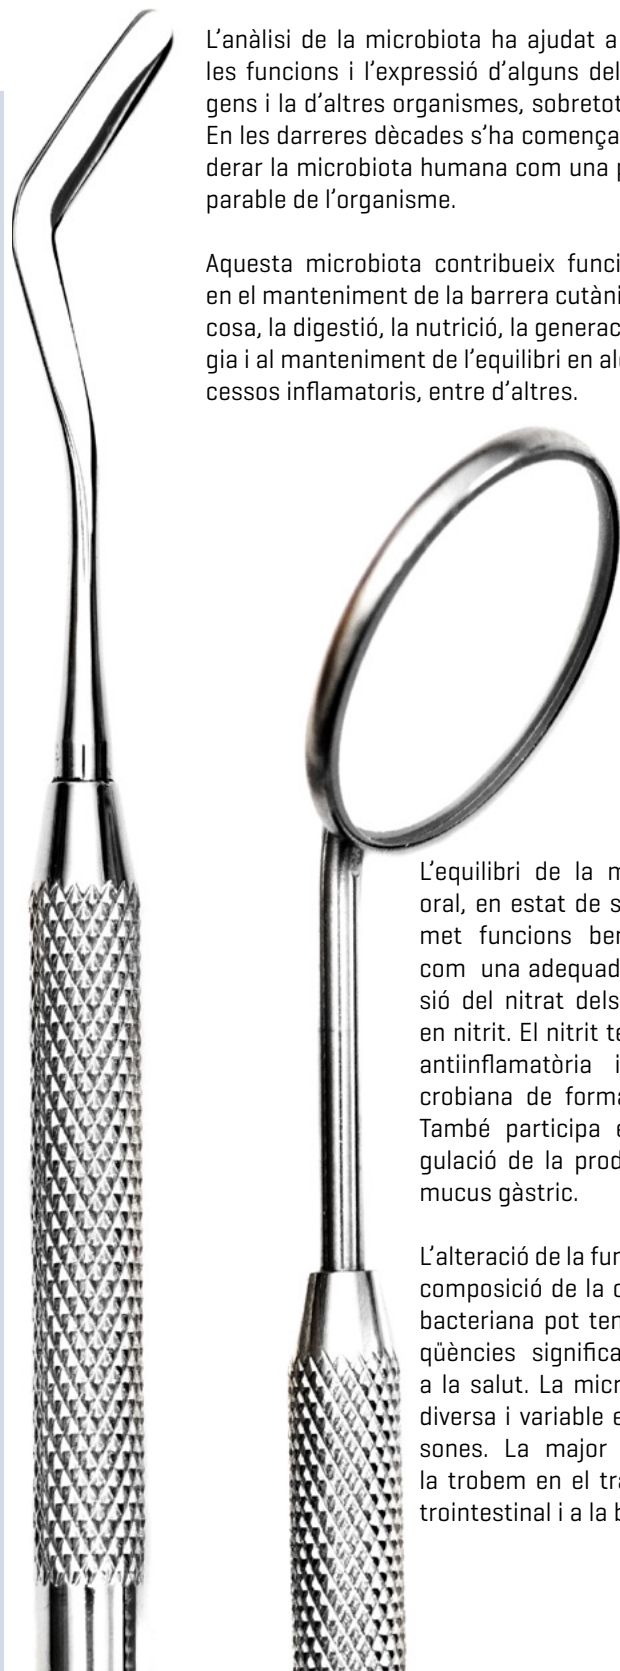 L’anàlisi de la microbiota ha ajudat a
les funcions i l’expressió d’alguns del
gens i la d’altres organismes, sobretot
En les darreres dècades s’ha comença
derar la microbiota humana com una p
parable de l’organisme.
Aquesta microbiota contribueix funci
en el manteniment de la barrera cutàni
cosa, la digestió, la nutrició, la generac
gia i al manteniment de l’equilibri en al
cessos inflamatoris, entre d’altres.
L’equilibri de la m
oral, en estat de s
met funcions ben
com una adequad
sió del nitrat dels
en nitrit. El nitrit te
antiinflamatòria i
crobiana de forma
També participa e
gulació de la prod
mucus gàstric.
L’alteració de la fun
composició de la c
bacteriana pot ten
qüències significa
a la salut. La micr
diversa i variable e
sones. La major
la trobem en el tra
trointestinal i a la b